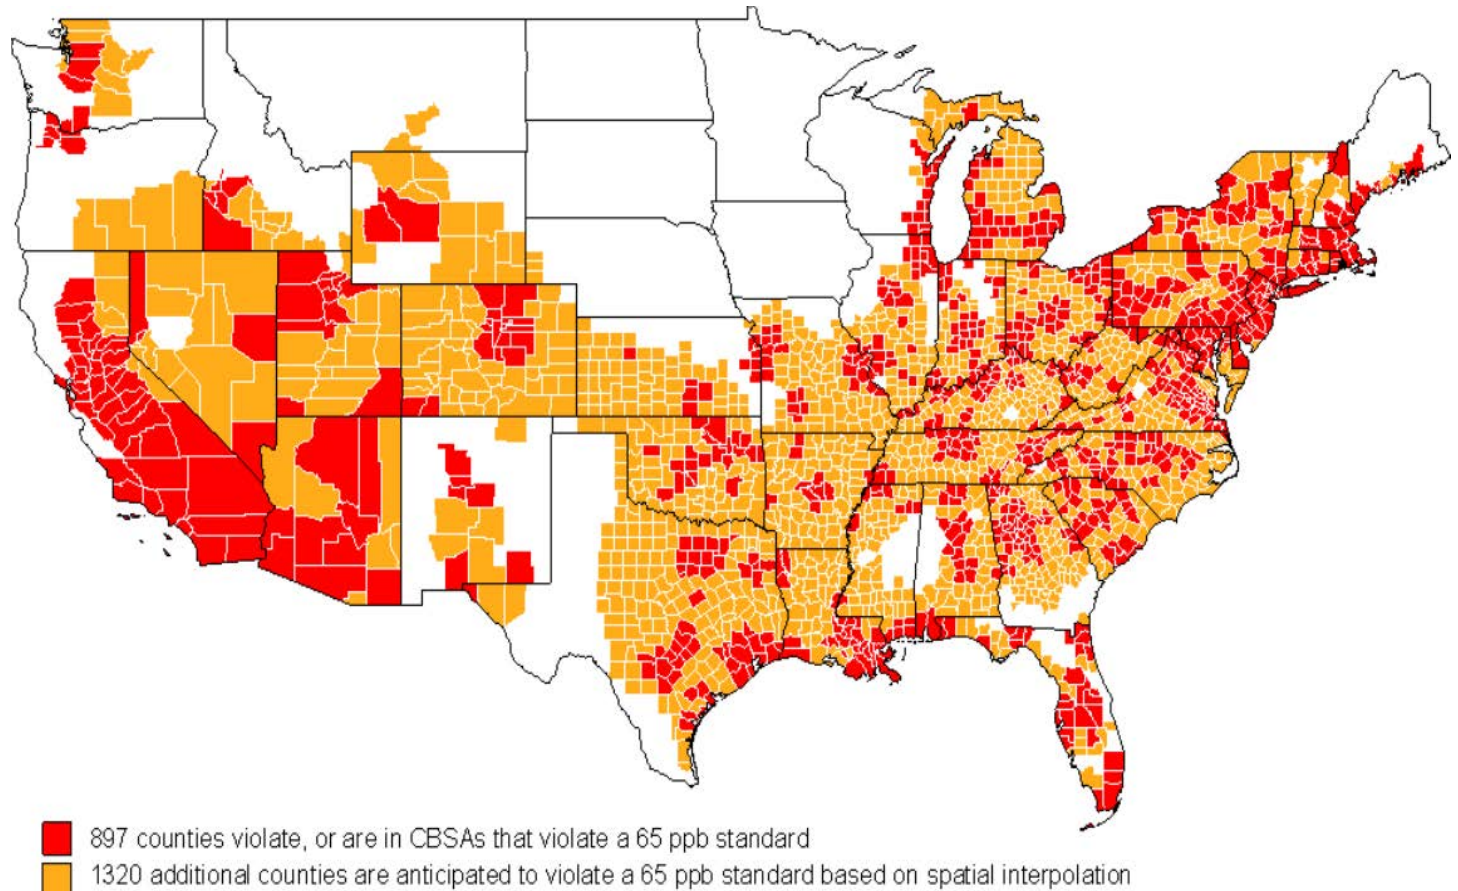 897 counties violate, or are in CBSAs that violate a 65 ppb standard
1320 additional counties are anticipated to violate a 65 ppb standard based on spatial interpolation